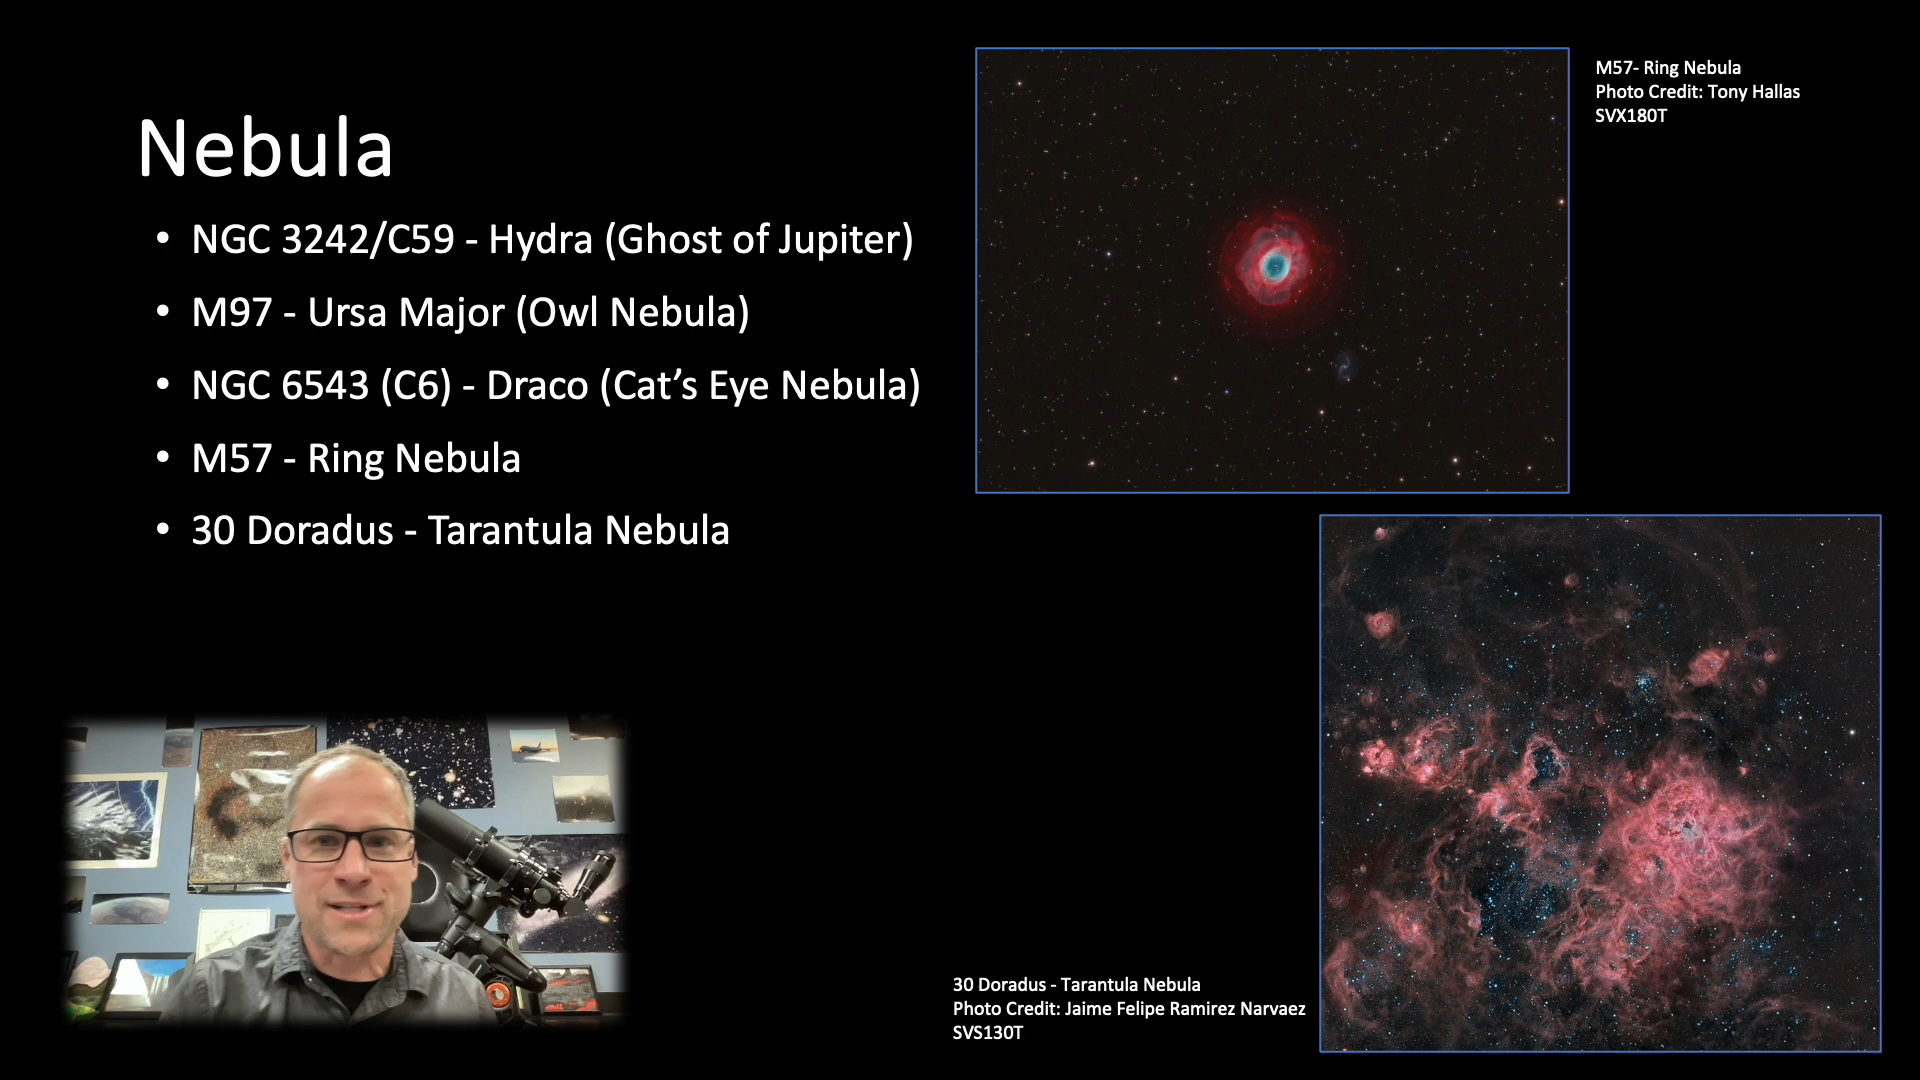 Nebula
• NGC 3242/C59 - Hydra (Ghost of Jupiter)
• M97 - Ursa Major (Owl Nebula)
• NGC 6543 (C6) - Draco (Cat’s Eye Nebula)
• M57 - Ring Nebula
• 30 Doradus - Tarantula Nebula
M57- Ring Nebula
Photo Credit: Tony Hallas
SVX180T
30 Doradus - Tarantula Nebula
Photo Credit: Jaime Felipe Ramirez Narvaez
SVS130T